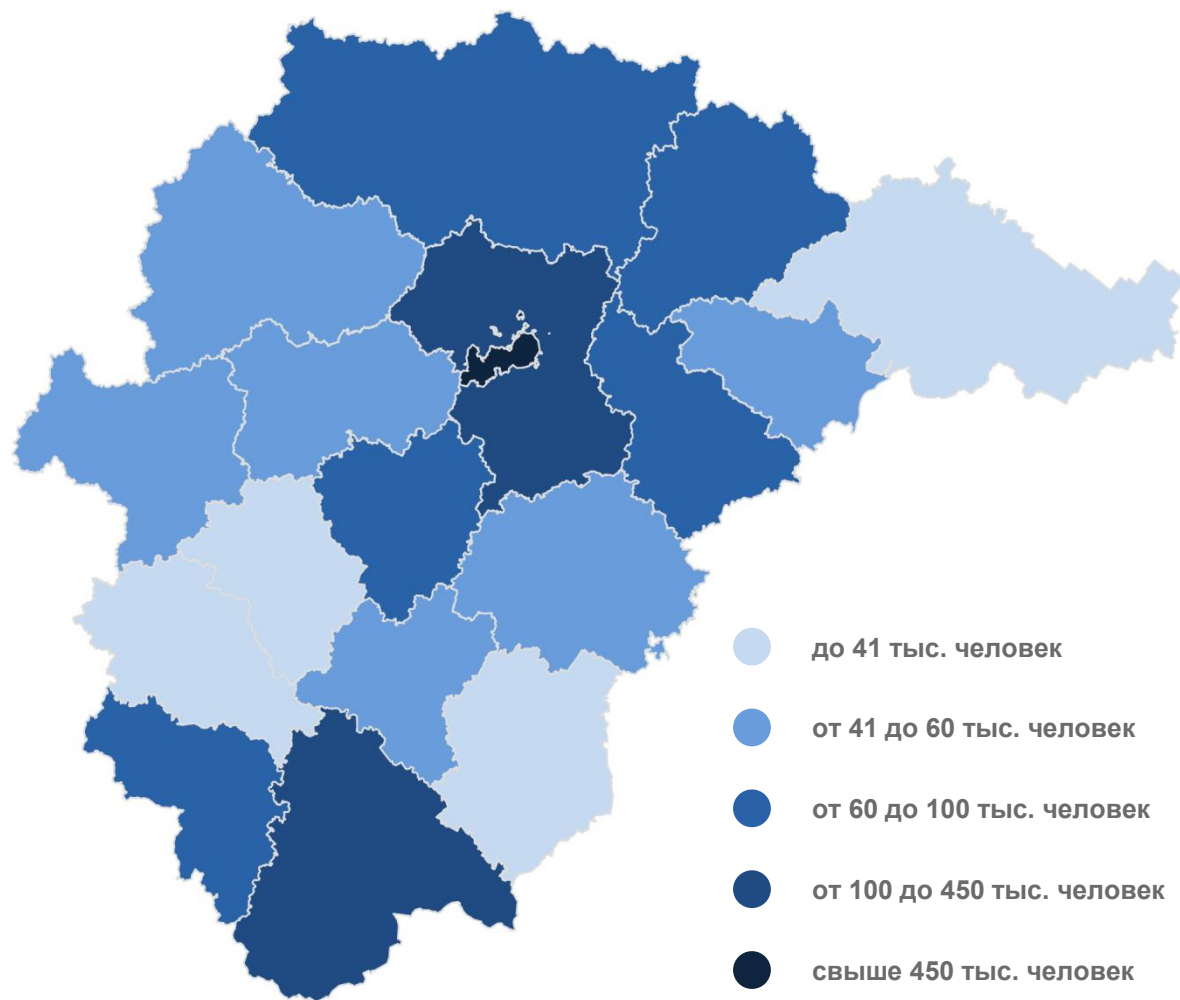 до 41 тыс. человек
от 41 до 60 тыс. человек
от 60 до 100 тыс. человек
от 100 до 450 тыс. человек
свыше 450 тыс. человек